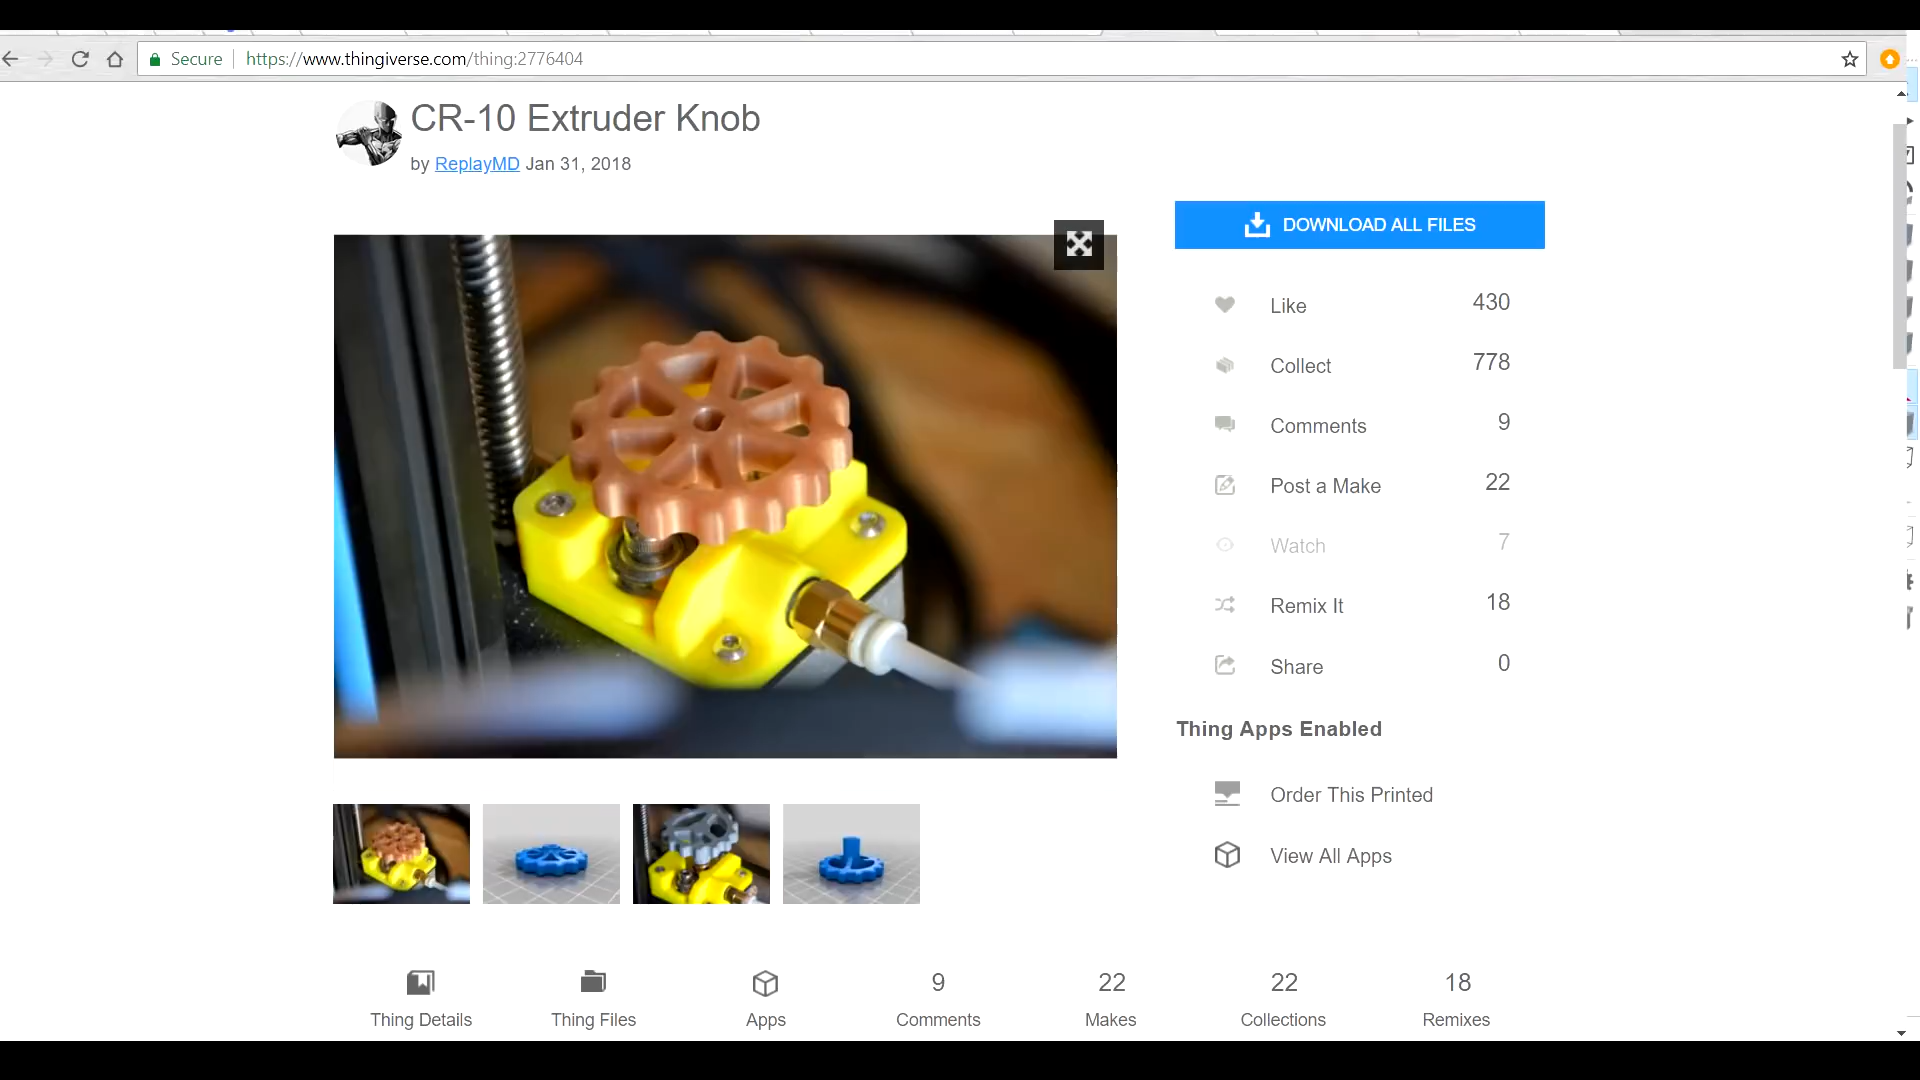 Secure https://www.thingiverse.com/thing:2776404
CR-10 Extruder Knob
by ReplayMD Jan 31, 2018
DOWNLOAD ALL FILES
Like 430
Collect 778
Comments 9
Post a Make 22
Watch 7
Remix It 18
Share 0
Thing Apps Enabled
Order This Printed
View All Apps
9 22 22 18
Thing Details Thing Files Apps Comments Makes Collections Remixes